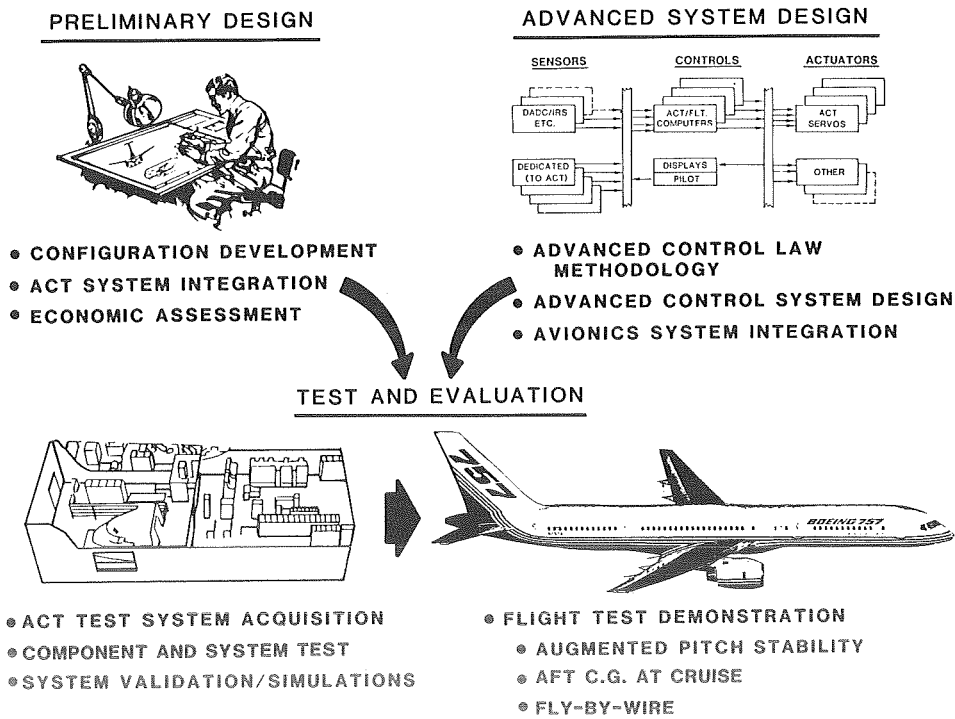 PRELIMINARY DESIGN
• CONFIGURATION DEVELOPMENT
• ACT SYSTEM INTEGRATION
• ECONOMIC ASSESSMENT
ADVANCED SYSTEM DESIGN
SENSORS
CONTROLS
ACTUATORS
DADC/IRS
ETC.
ACT/FLT.
COMPUTERS
ACT
SERVOS
DEDICATED
(TO ACT)
DISPLAYS
PILOT
OTHER
• ADVANCED CONTROL LAW
METHODOLOGY
• ADVANCED CONTROL SYSTEM DESIGN
• AVIONICS SYSTEM INTEGRATION
TEST AND EVALUATION
757
BOEING 757
• ACT TEST SYSTEM ACQUISITION
• COMPONENT AND SYSTEM TEST
• SYSTEM VALIDATION/SIMULATIONS
• FLIGHT TEST DEMONSTRATION
• AUGMENTED PITCH STABILITY
• AFT C.G. AT CRUISE
• FLY-BY-WIRE